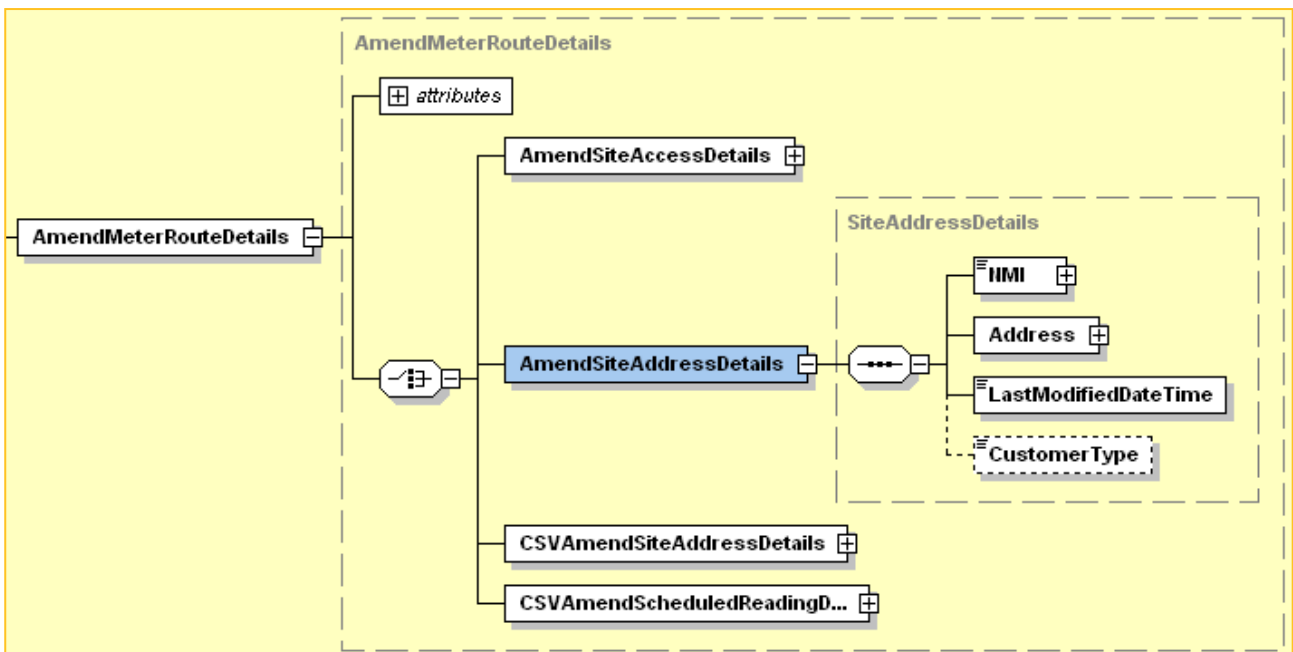 AmendMeterRouteDetails
attributes
AmendSiteAccessDetails
SiteAddressDetails
AmendMeterRouteDetails
NMI
Address
AmendSiteAddressDetails
LastModifiedDateTime
CustomerType
CSVAmendSiteAddressDetails
CSVAmendScheduledReadingD...